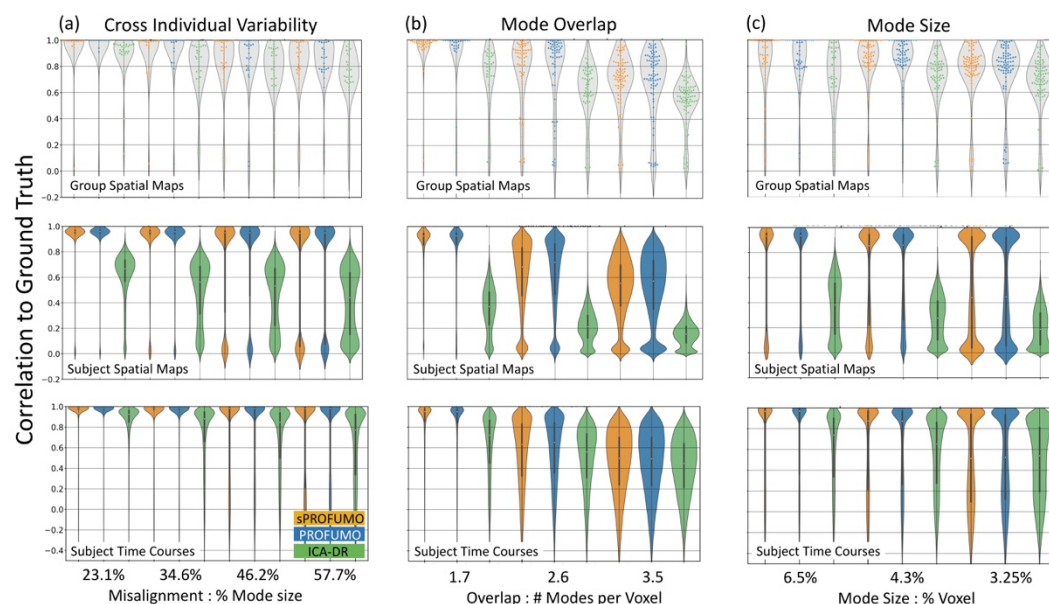 (a) Cross Individual Variability
(b) Mode Overlap
(c) Mode Size
Correlation to Ground Truth
1.0
0.8
0.6
0.4
0.2
0.0
-0.2
Group Spatial Maps
Group Spatial Maps
Group Spatial Maps
1.0
0.8
0.6
0.4
0.2
0.0
-0.2
Subject Spatial Maps
Subject Spatial Maps
Subject Spatial Maps
1.0
0.8
0.6
0.4
0.2
0.0
-0.2
-0.4
Subject Time Courses
sPROFUMO
PROFUMO
ICA-DR
Subject Time Courses
Subject Time Courses
23.1% 34.6% 46.2% 57.7%
Misalignment : % Mode size
1.7 2.6 3.5
Overlap : # Modes per Voxel
6.5% 4.3% 3.25%
Mode Size : % Voxel